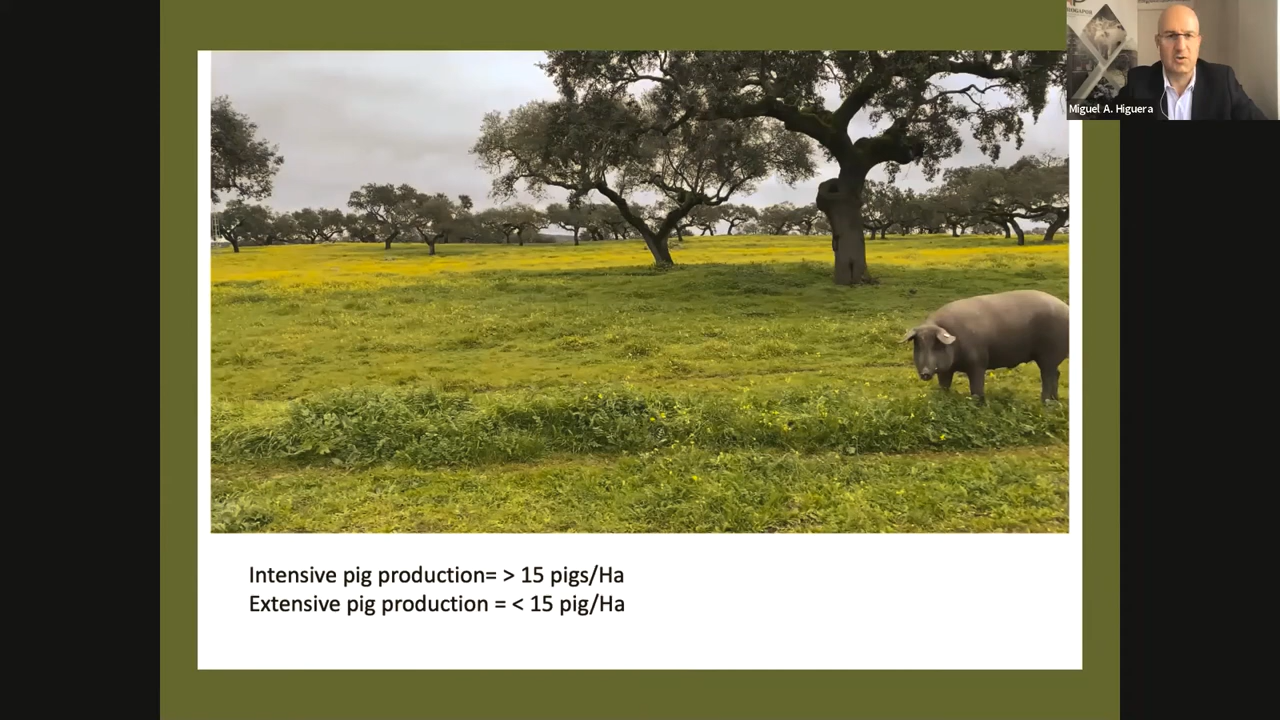 Miguel A. Higuera
Intensive pig production= > 15 pigs/Ha
Extensive pig production = < 15 pig/Ha